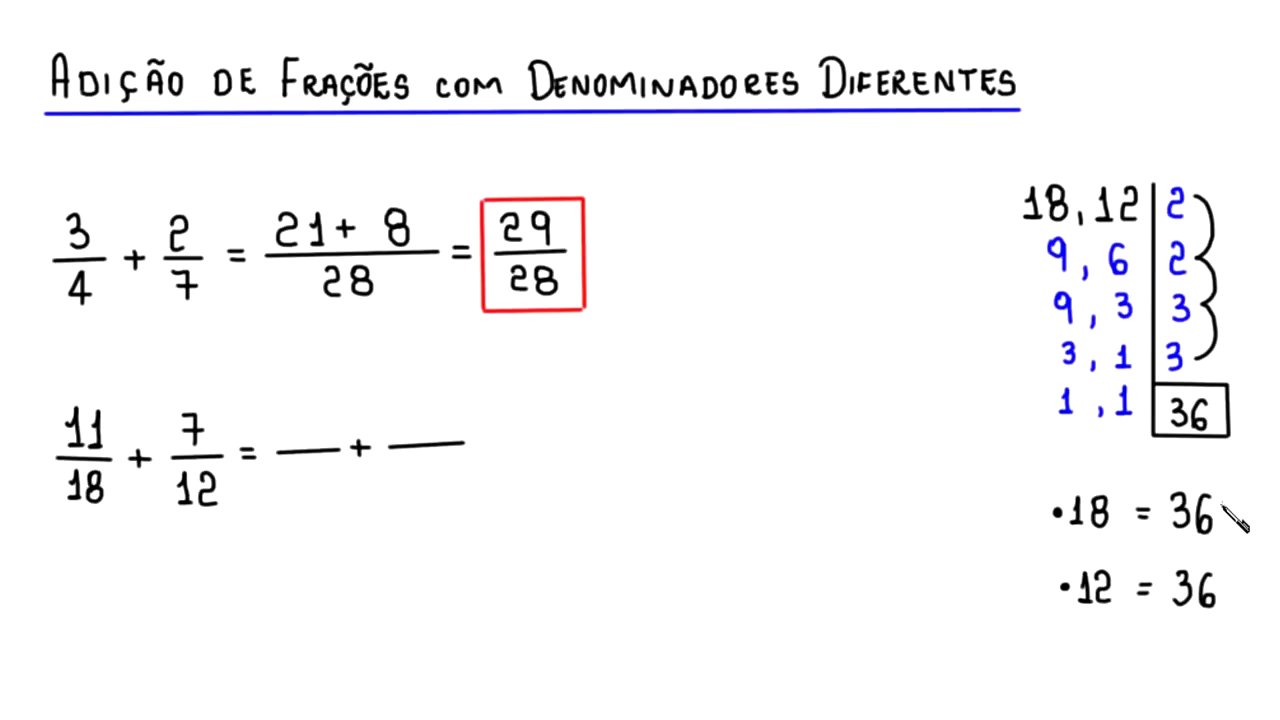 ADIÇÃO DE FRAÇÕES COM DENOMINADORES DIFERENTES
3/4 + 2/7 = 21+ 8/28 = 29/28
11/18 + 7/12 = — + —
18, 12 | 2
9, 6 | 2
9, 3 | 3
3, 1 | 3
1, 1 | 36
·18 = 36
·12 = 36